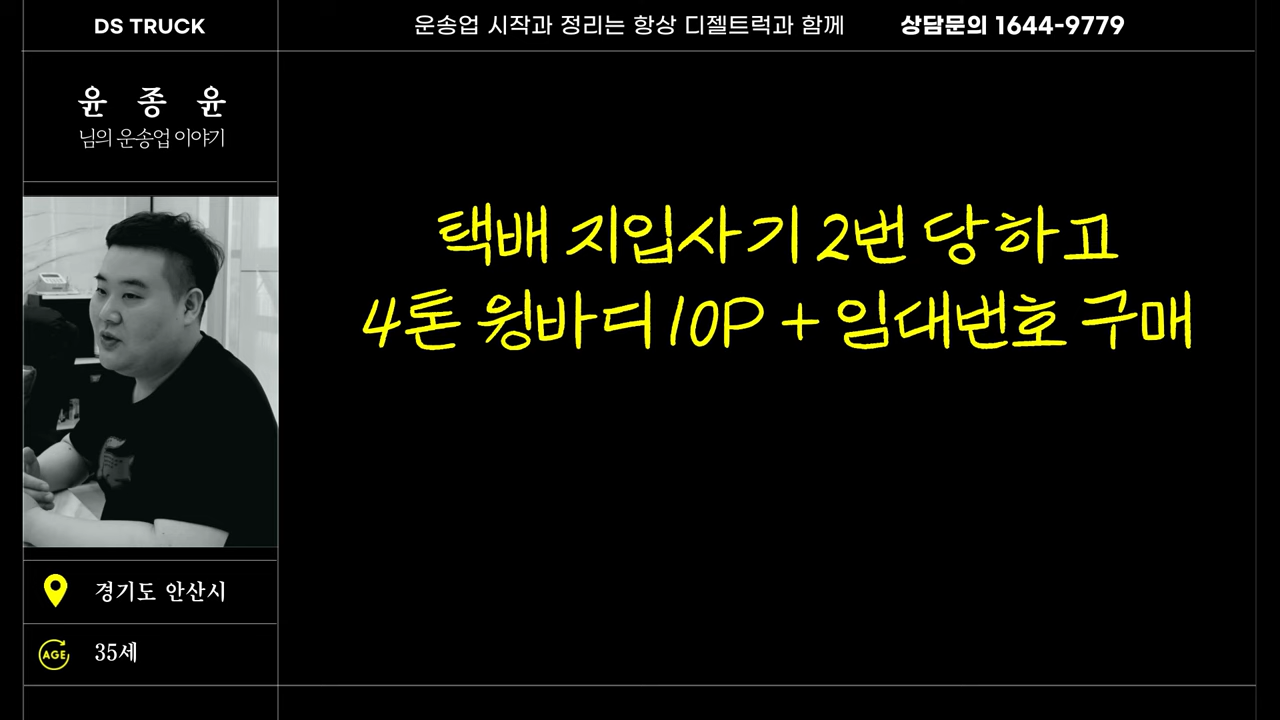 DS TRUCK
운송업 시작과 정리는 항상 디젤트럭과 함께 상담문의 1644-9779
윤 종 윤
님의 운송업 이야기
택배 지입사기 2번 당하고
4톤 윙바디 10P + 임대번호 구매
경기도 안산시
AGE 35세